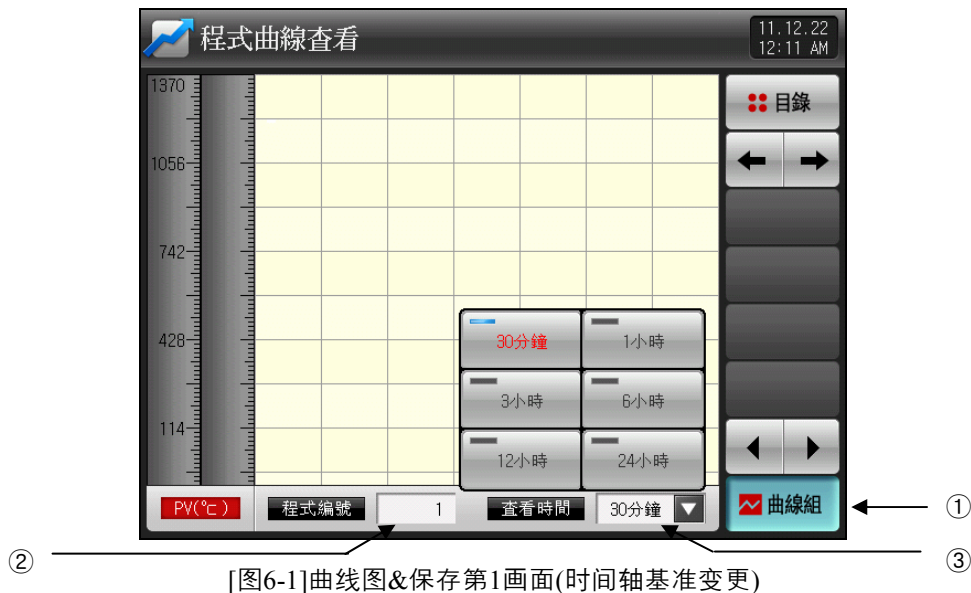 程式曲線查看
11.12.22
12:11 AM
1370
1056
742
428
114
目錄
30分鐘
1小時
3小時
6小時
12小時
24小時
PV(℃)
程式編號
1
查看時間
30分鐘
曲線組
①
②
③
[图6-1]曲线图&保存第1画面(时间轴基准变更)